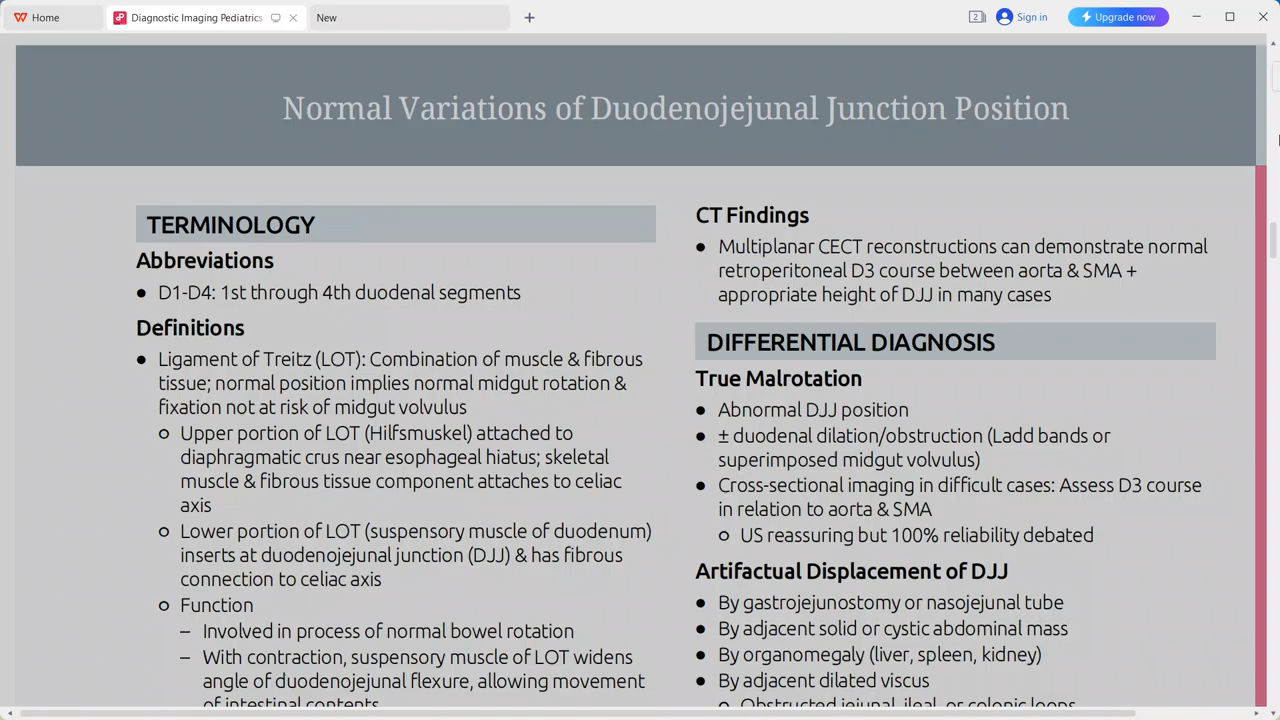 Home
Diagnostic Imaging Pediatrics
New
2
Sign in
Upgrade now
Normal Variations of Duodenojejunal Junction Position
TERMINOLOGY
Abbreviations
● D1-D4: 1st through 4th duodenal segments
Definitions
● Ligament of Treitz (LOT): Combination of muscle & fibrous
tissue; normal position implies normal midgut rotation &
fixation not at risk of midgut volvulus
○ Upper portion of LOT (Hilfsmuskel) attached to
diaphragmatic crus near esophageal hiatus; skeletal
muscle & fibrous tissue component attaches to celiac
axis
○ Lower portion of LOT (suspensory muscle of duodenum)
inserts at duodenojejunal junction (DJJ) & has fibrous
connection to celiac axis
○ Function
– Involved in process of normal bowel rotation
– With contraction, suspensory muscle of LOT widens
angle of duodenojejunal flexure, allowing movement
of intestinal contents
CT Findings
● Multiplanar CECT reconstructions can demonstrate normal
retroperitoneal D3 course between aorta & SMA +
appropriate height of DJJ in many cases
DIFFERENTIAL DIAGNOSIS
True Malrotation
● Abnormal DJJ position
● ± duodenal dilation/obstruction (Ladd bands or
superimposed midgut volvulus)
● Cross-sectional imaging in difficult cases: Assess D3 course
in relation to aorta & SMA
○ US reassuring but 100% reliability debated
Artifactual Displacement of DJJ
● By gastrojejunostomy or nasojejunal tube
● By adjacent solid or cystic abdominal mass
● By organomegaly (liver, spleen, kidney)
● By adjacent dilated viscus
○ Obstructed jejunal, ileal, or colonic loops